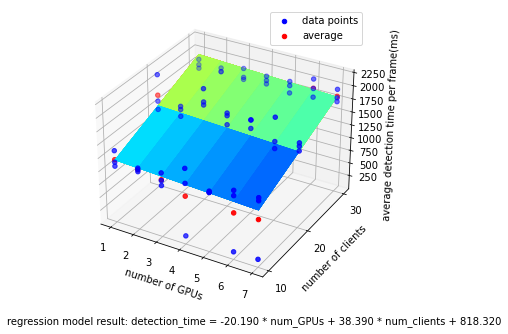 data points
average
2250
2000
1750
1500
1250
1000
750
500
250
average detection time per frame(ms)
30
20
10
number of clients
1 2 3 4 5 6 7
number of GPUs
regression model result: detection_time = -20.190 * num_GPUs + 38.390 * num_clients + 818.320